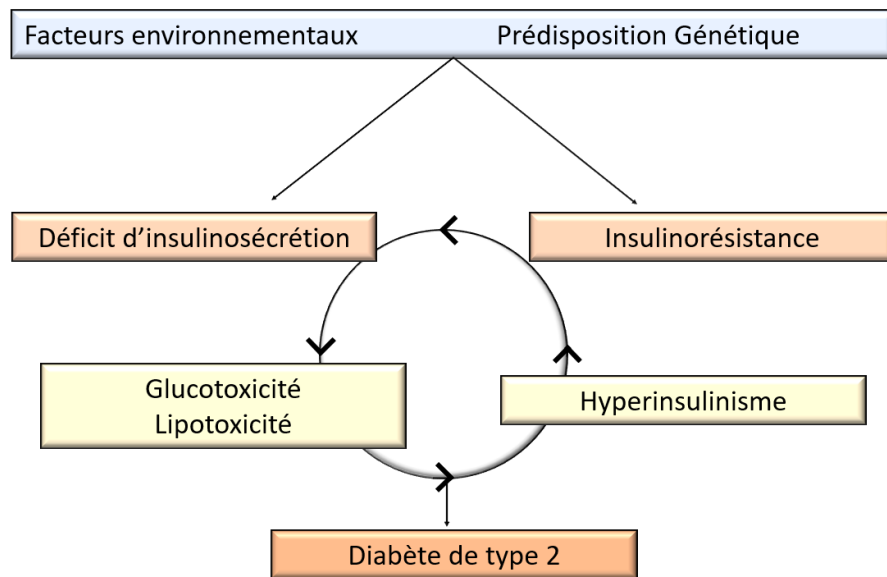 Facteurs environnementaux Prédisposition Génétique
Déficit d’insulinosécrétion
Insulinorésistance
Glucotoxicité
Lipotoxicité
Hyperinsulinisme
Diabète de type 2